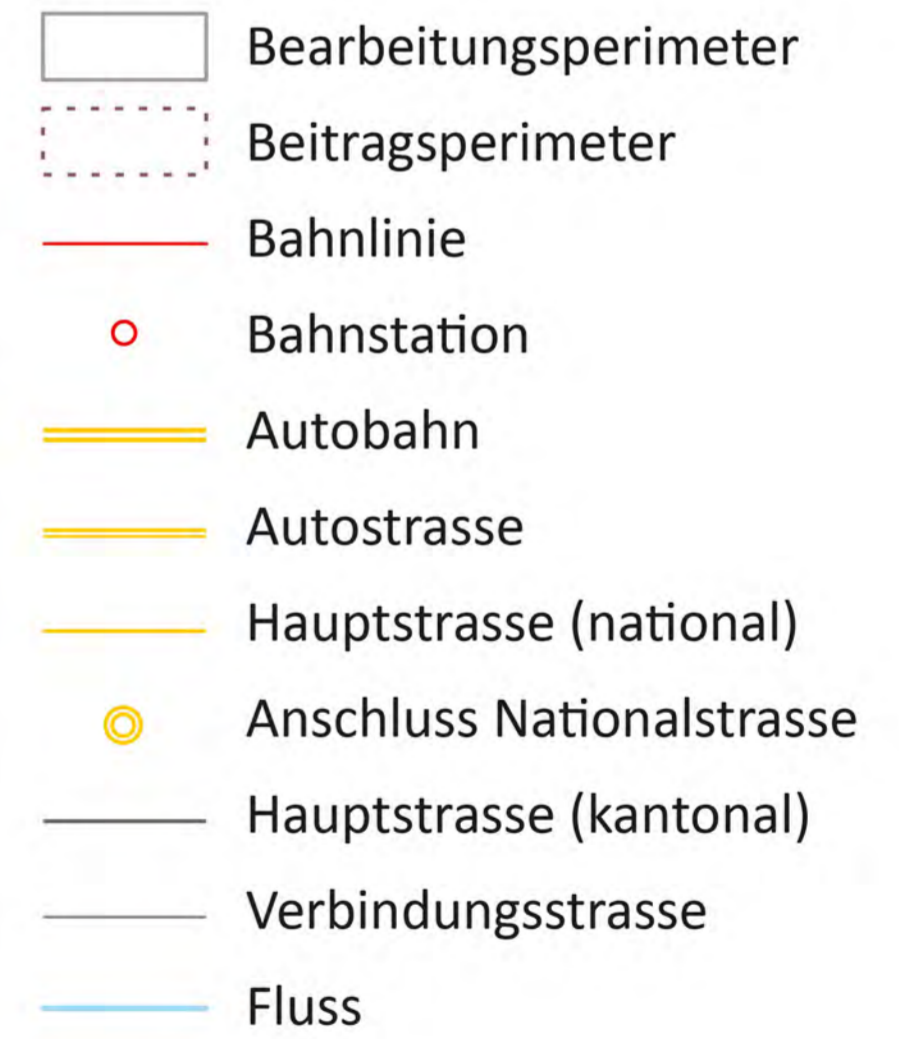 Bearbeitungsperimeter
Beitragsperimeter
Bahnlinie
Bahnstation
Autobahn
Autostrasse
Hauptstrasse (national)
Anschluss Nationalstrasse
Hauptstrasse (kantonal)
Verbindungsstrasse
Fluss